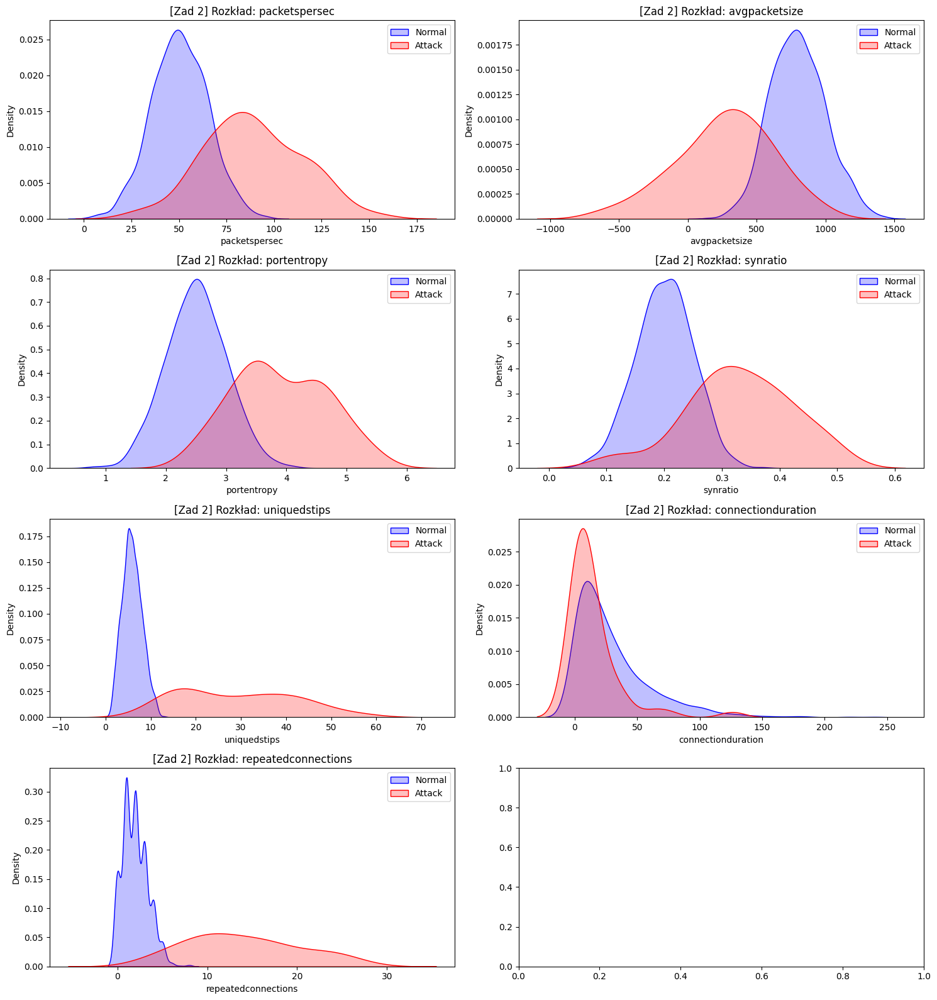 [Zad 2] Rozkład: packetspersec
Normal
Attack
Density
0.025
0.020
0.015
0.010
0.005
0.000
0 25 50 75 100 125 150 175
packetspersec
[Zad 2] Rozkład: avgpacketsize
Normal
Attack
Density
0.00175
0.00150
0.00125
0.00100
0.00075
0.00050
0.00025
0.00000
−1000 −500 0 500 1000 1500
avgpacketsize
[Zad 2] Rozkład: portentropy
Normal
Attack
Density
0.8
0.7
0.6
0.5
0.4
0.3
0.2
0.1
0.0
1 2 3 4 5 6
portentropy
[Zad 2] Rozkład: synratio
Normal
Attack
Density
7
6
5
4
3
2
1
0
0.0 0.1 0.2 0.3 0.4 0.5 0.6
synratio
[Zad 2] Rozkład: uniquedstips
Normal
Attack
Density
0.175
0.150
0.125
0.100
0.075
0.050
0.025
0.000
−10 0 10 20 30 40 50 60 70
uniquedstips
[Zad 2] Rozkład: connectionduration
Normal
Attack
Density
0.025
0.020
0.015
0.010
0.005
0.000
0 50 100 150 200 250
connectionduration
[Zad 2] Rozkład: repeatedconnections
Normal
Attack
Density
0.30
0.25
0.20
0.15
0.10
0.05
0.00
0 10 20 30
repeatedconnections
1.0
0.8
0.6
0.4
0.2
0.0
0.0 0.2 0.4 0.6 0.8 1.0